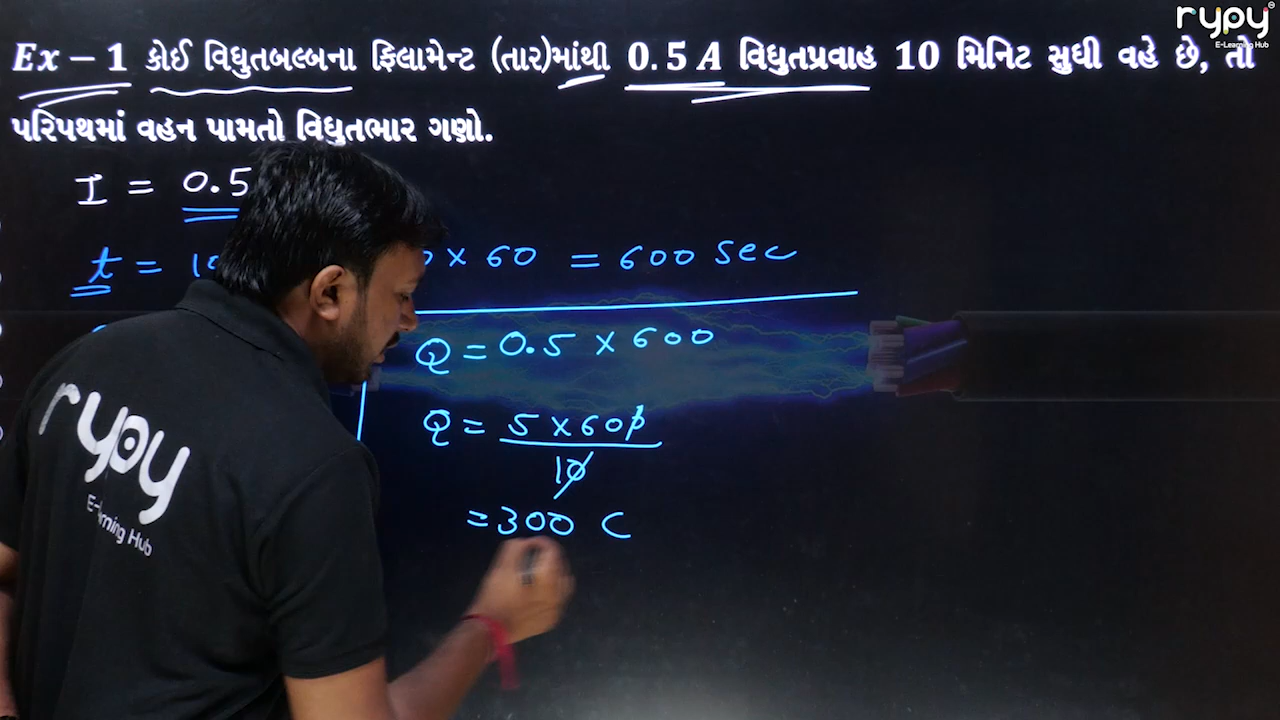 rypy
E-Learning Hub
Ex – 1 કોઈ વિધુતબલ્બના ફિલામેન્ટ (તાર)માંથી 0.5 A વિધુતપ્રવાહ 10 મિનિટ સુધી વહે છે, તો
પરિપથમાં વહન પામતો વિધુતભાર ગણો.
I = 0.5
t = 10 × 60 = 600 Sec
Q = 0.5 × 600
Q = 5 × 600
10
= 300 C
rypy
E-Learning Hub